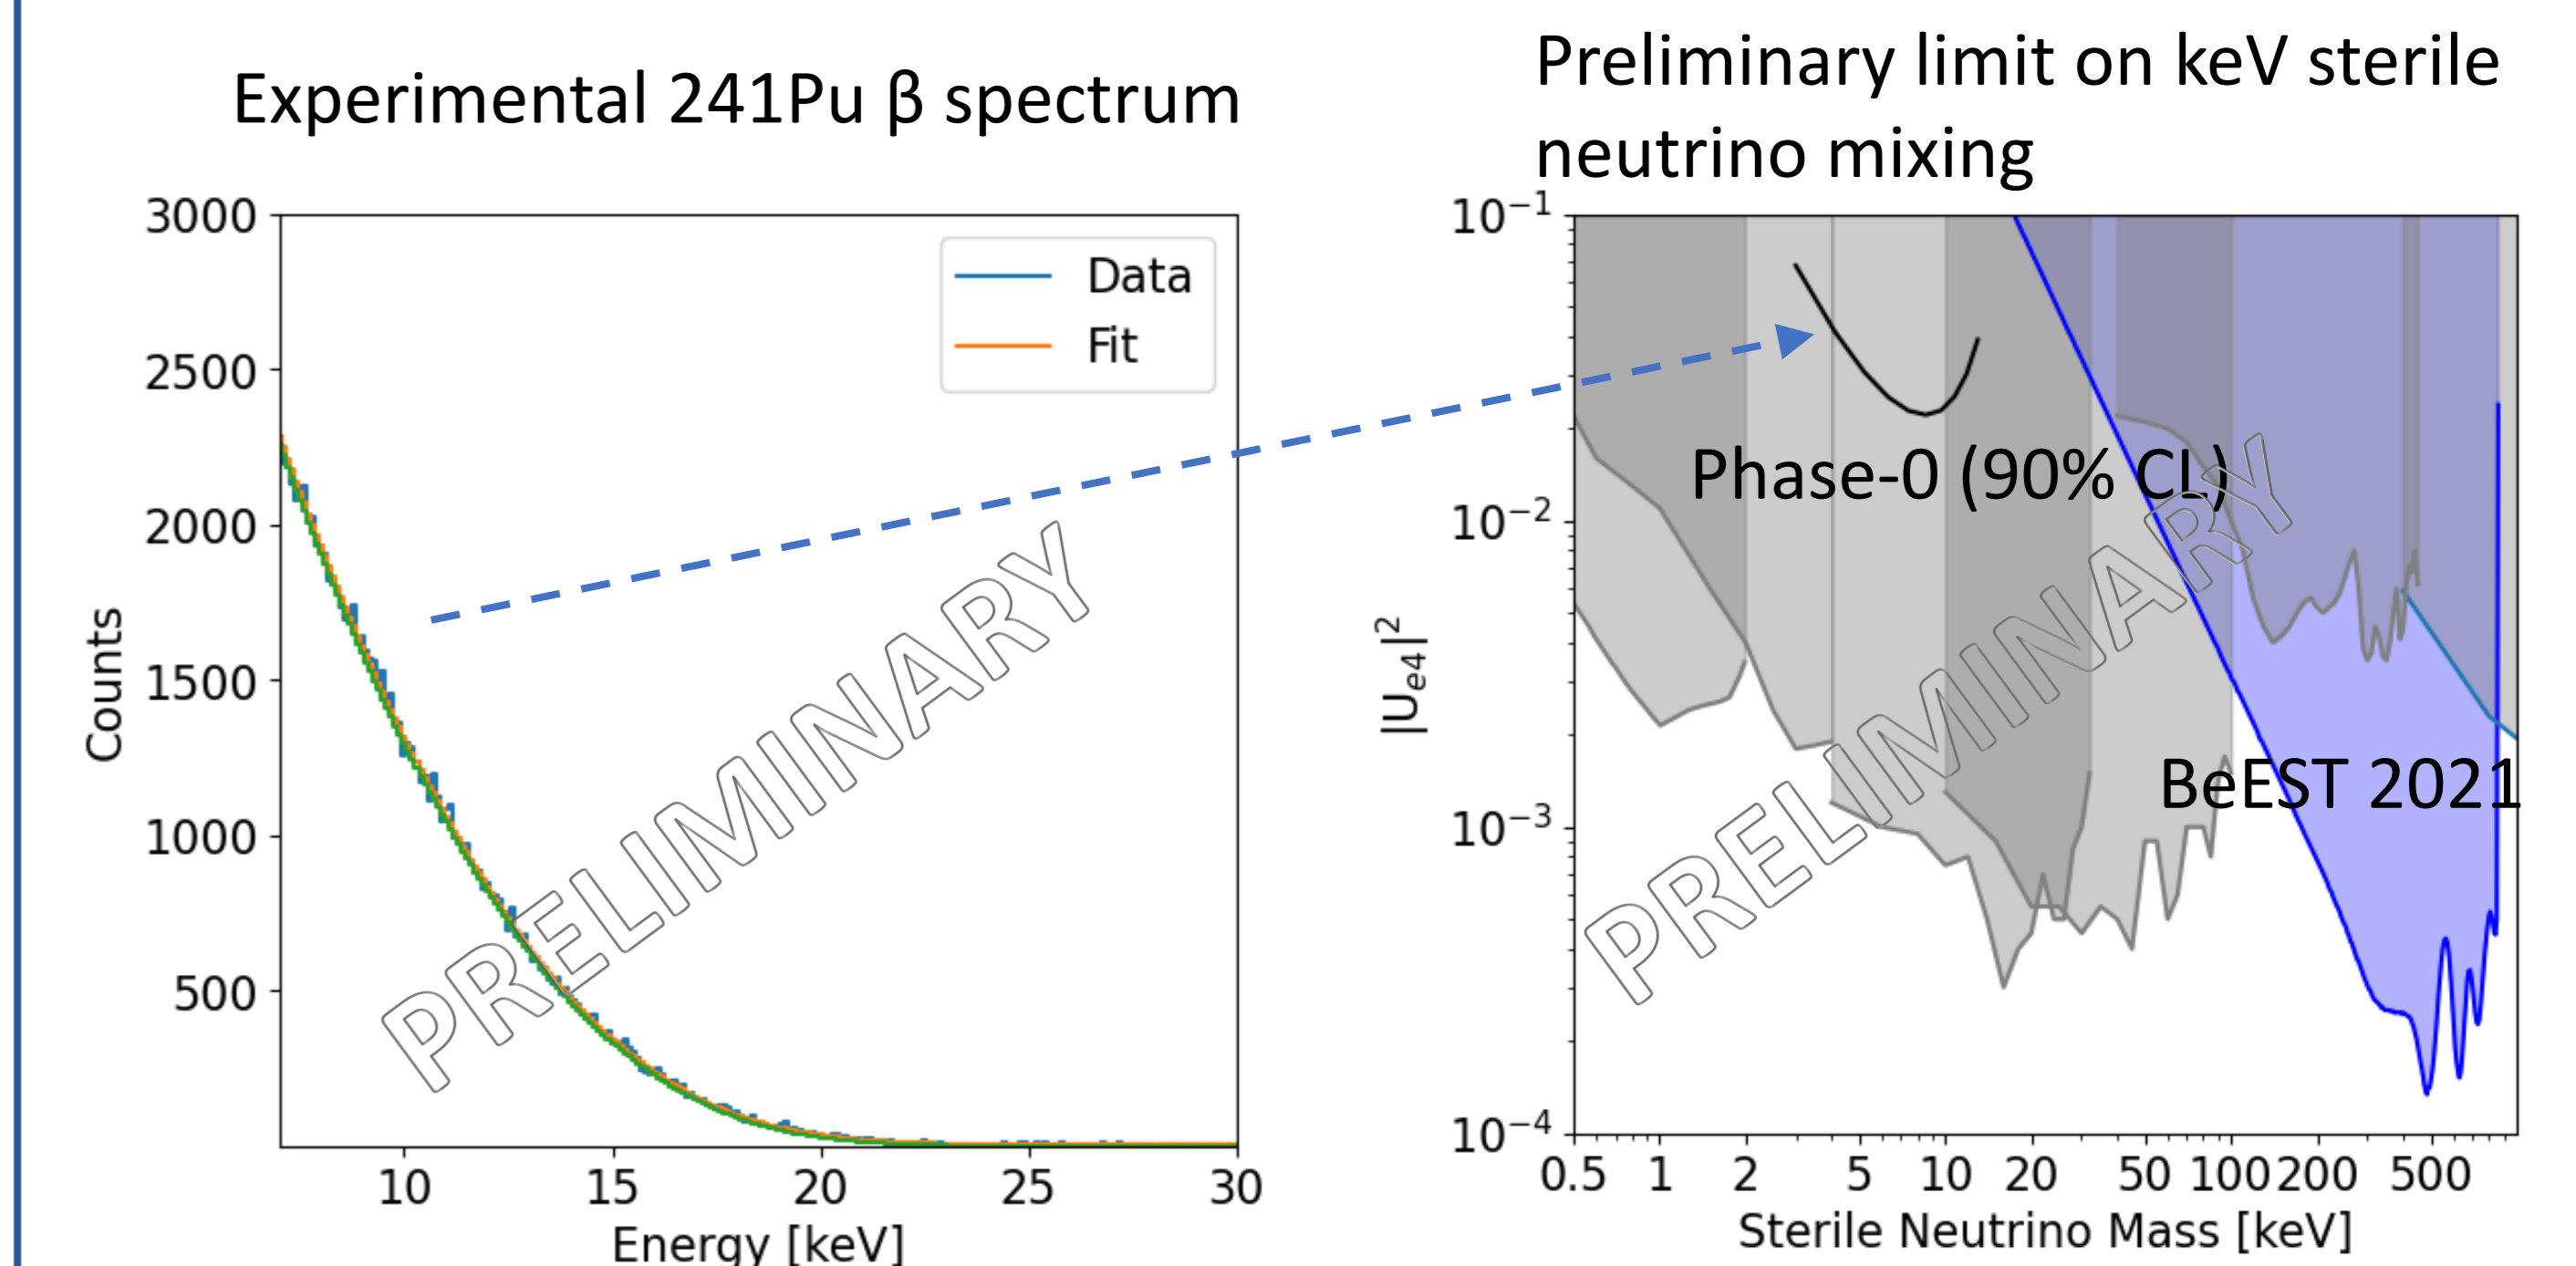 Experimental 241Pu β spectrum
3000
2500
2000
1500
1000
500
Counts
Data
Fit
PRELIMINARY
10 15 20 25 30
Energy [keV]
Preliminary limit on keV sterile
neutrino mixing
10⁻¹
10⁻²
10⁻³
10⁻⁴
|Uₑ₄|²
Phase-0 (90% CL)
BeEST 2021
PRELIMINARY
0.5 1 2 5 10 20 50 100 200 500
Sterile Neutrino Mass [keV]